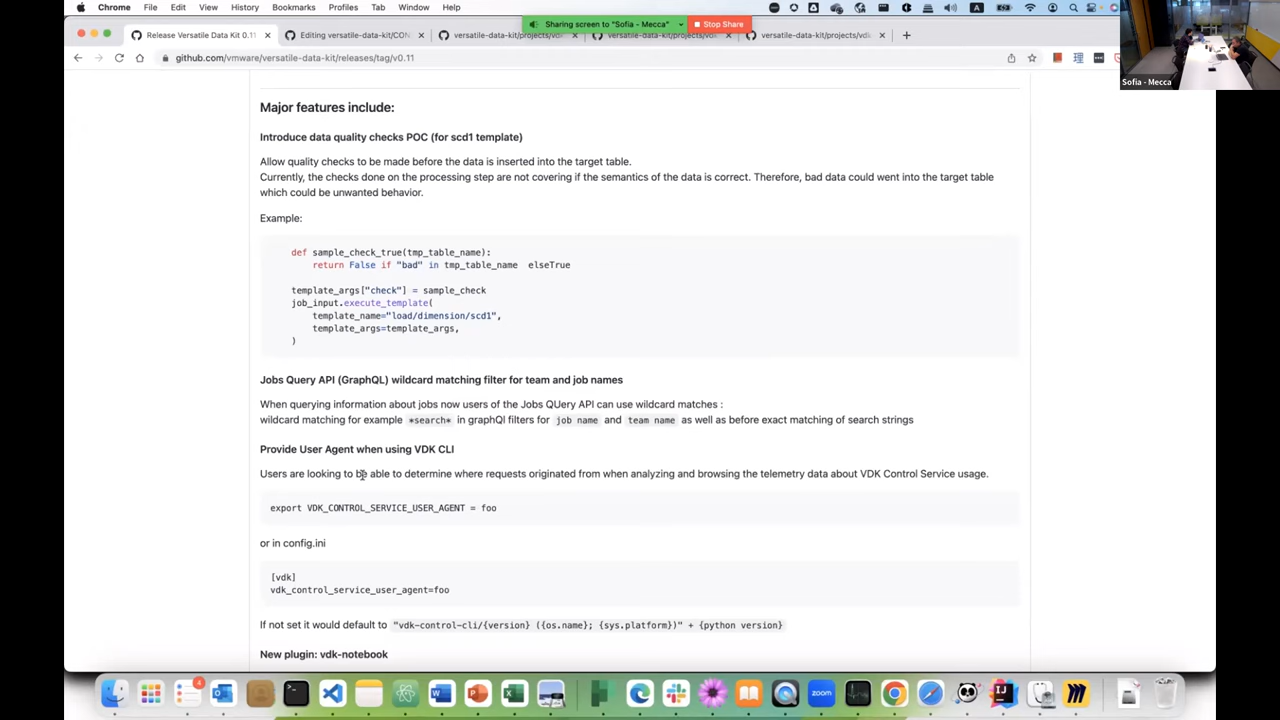 Chrome File Edit View History Bookmarks Profiles Tab Window Help
Sharing screen to "Sofia - Mecca" Stop Share
Release Versatile Data Kit 0.11
Editing versatile-data-kit/CON
versatile-data-kit/projects/vd
versatile-data-kit/projects/vd
versatile-data-kit/projects/vdk
github.com/vmware/versatile-data-kit/releases/tag/v0.11
Sofia - Mecca
Major features include:
Introduce data quality checks POC (for scd1 template)
Allow quality checks to be made before the data is inserted into the target table.
Currently, the checks done on the processing step are not covering if the semantics of the data is correct. Therefore, bad data could went into the target table
which could be unwanted behavior.
Example:
def sample_check_true(tmp_table_name):
return False if "bad" in tmp_table_name elseTrue
template_args["check"] = sample_check
job_input.execute_template(
template_name="load/dimension/scd1",
template_args=template_args,
)
Jobs Query API (GraphQL) wildcard matching filter for team and job names
When querying information about jobs now users of the Jobs QUery API can use wildcard matches :
wildcard matching for example *search* in graphQl filters for job name and team name as well as before exact matching of search strings
Provide User Agent when using VDK CLI
Users are looking to be able to determine where requests originated from when analyzing and browsing the telemetry data about VDK Control Service usage.
export VDK_CONTROL_SERVICE_USER_AGENT = foo
or in config.ini
[vdk]
vdk_control_service_user_agent=foo
If not set it would default to "vdk-control-cli/{version} ({os.name}; {sys.platform})" + {python version}
New plugin: vdk-notebook
4
zoom